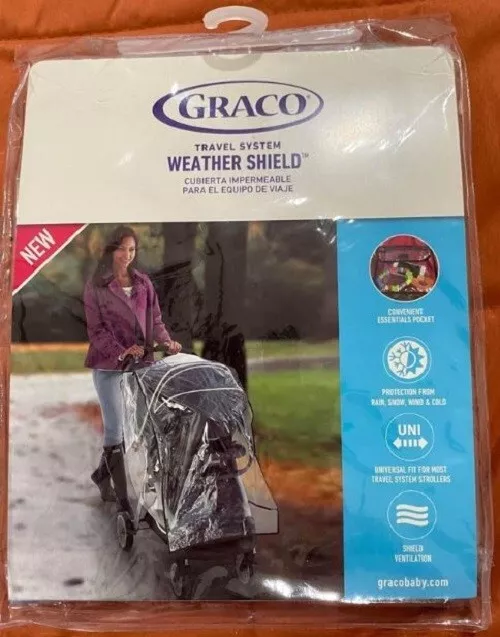 GRACO®
TRAVEL SYSTEM
WEATHER SHIELD™
CUBIERTA IMPERMEABLE
PARA EL EQUIPO DE VIAJE
NEW
CONVENIENT
ESSENTIALS POCKET
PROTECTION FROM
RAIN, SNOW, WIND & COLD
UNI
UNIVERSAL FIT FOR MOST
TRAVEL SYSTEM STROLLERS
SHIELD
VENTILATION
gracobaby.com